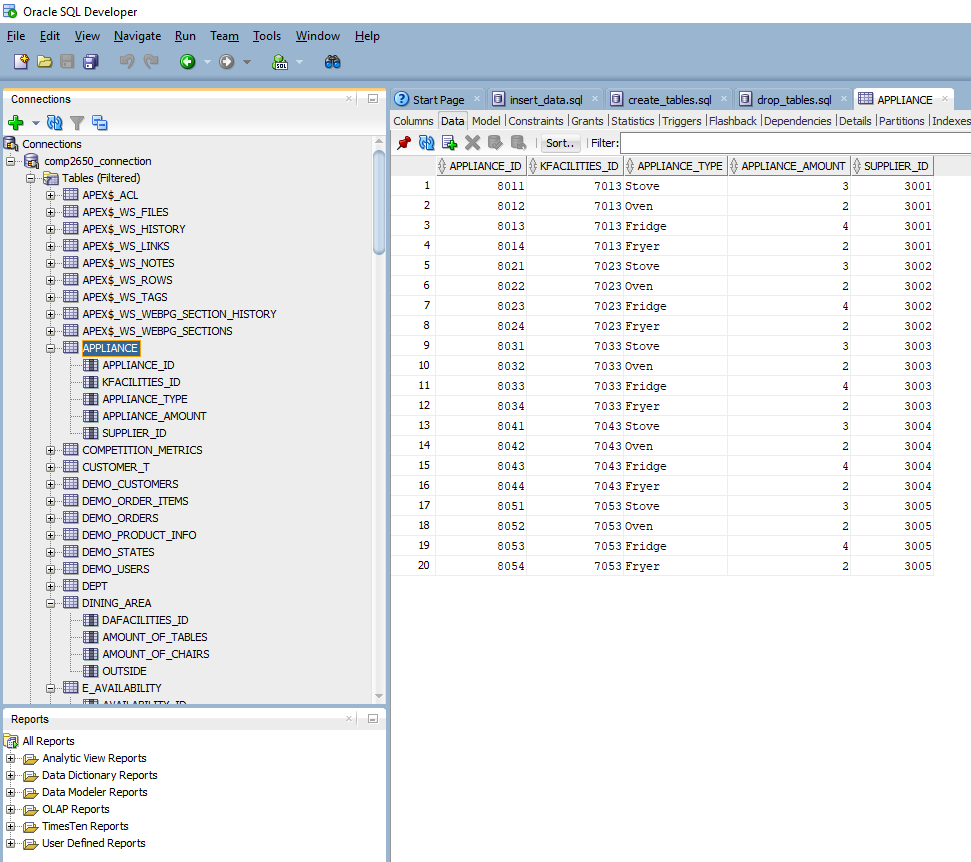 Oracle SQL Developer
File Edit View Navigate Run Team Tools Window Help
SQL
Connections
Connections
comp2650_connection
Tables (Filtered)
APEX$_ACL
APEX$_WS_FILES
APEX$_WS_HISTORY
APEX$_WS_LINKS
APEX$_WS_NOTES
APEX$_WS_ROWS
APEX$_WS_TAGS
APEX$_WS_WEBPG_SECTION_HISTORY
APEX$_WS_WEBPG_SECTIONS
APPLIANCE
APPLIANCE_ID
KFACILITIES_ID
APPLIANCE_TYPE
APPLIANCE_AMOUNT
SUPPLIER_ID
COMPETITION_METRICS
CUSTOMER_T
DEMO_CUSTOMERS
DEMO_ORDER_ITEMS
DEMO_ORDERS
DEMO_PRODUCT_INFO
DEMO_STATES
DEMO_USERS
DEPT
DINING_AREA
DAFACILITIES_ID
AMOUNT_OF_TABLES
AMOUNT_OF_CHAIRS
OUTSIDE
E_AVAILABILITY
AVAILABILITY_ID
Reports
All Reports
Analytic View Reports
Data Dictionary Reports
Data Modeler Reports
OLAP Reports
TimesTen Reports
User Defined Reports
Start Page insert_data.sql create_tables.sql drop_tables.sql APPLIANCE
Columns Data Model Constraints Grants Statistics Triggers Flashback Dependencies Details Partitions Indexes
Sort.. Filter:
APPLIANCE_ID KFACILITIES_ID APPLIANCE_TYPE APPLIANCE_AMOUNT SUPPLIER_ID
1 8011 7013 Stove 3 3001
2 8012 7013 Oven 2 3001
3 8013 7013 Fridge 4 3001
4 8014 7013 Fryer 2 3001
5 8021 7023 Stove 3 3002
6 8022 7023 Oven 2 3002
7 8023 7023 Fridge 4 3002
8 8024 7023 Fryer 2 3002
9 8031 7033 Stove 3 3003
10 8032 7033 Oven 2 3003
11 8033 7033 Fridge 4 3003
12 8034 7033 Fryer 2 3003
13 8041 7043 Stove 3 3004
14 8042 7043 Oven 2 3004
15 8043 7043 Fridge 4 3004
16 8044 7043 Fryer 2 3004
17 8051 7053 Stove 3 3005
18 8052 7053 Oven 2 3005
19 8053 7053 Fridge 4 3005
20 8054 7053 Fryer 2 3005